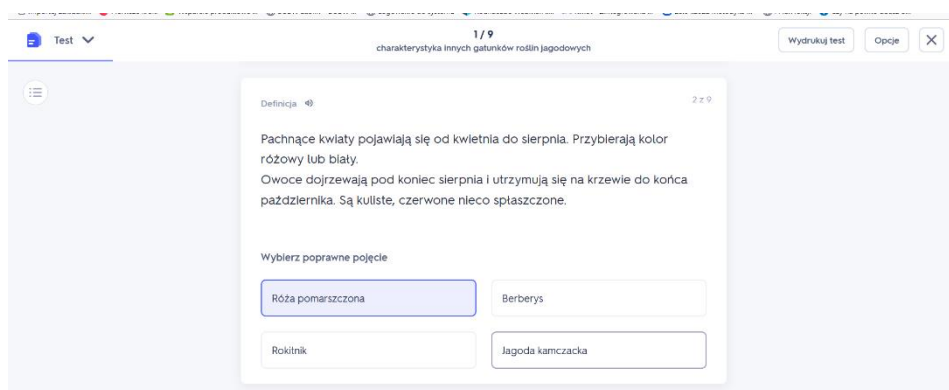 Test
1 / 9
charakterystyka innych gatunków roślin jagodowych
Wydrukuj test
Opcje
Definicja
2 z 9
Pachnące kwiaty pojawiają się od kwietnia do sierpnia. Przybierają kolor
różowy lub biały.
Owoce dojrzewają pod koniec sierpnia i utrzymują się na krzewie do końca
października. Są kuliste, czerwone nieco spłaszczone.
Wybierz poprawne pojęcie
Róża pomarszczona
Berberys
Rokitnik
Jagoda kamczacka